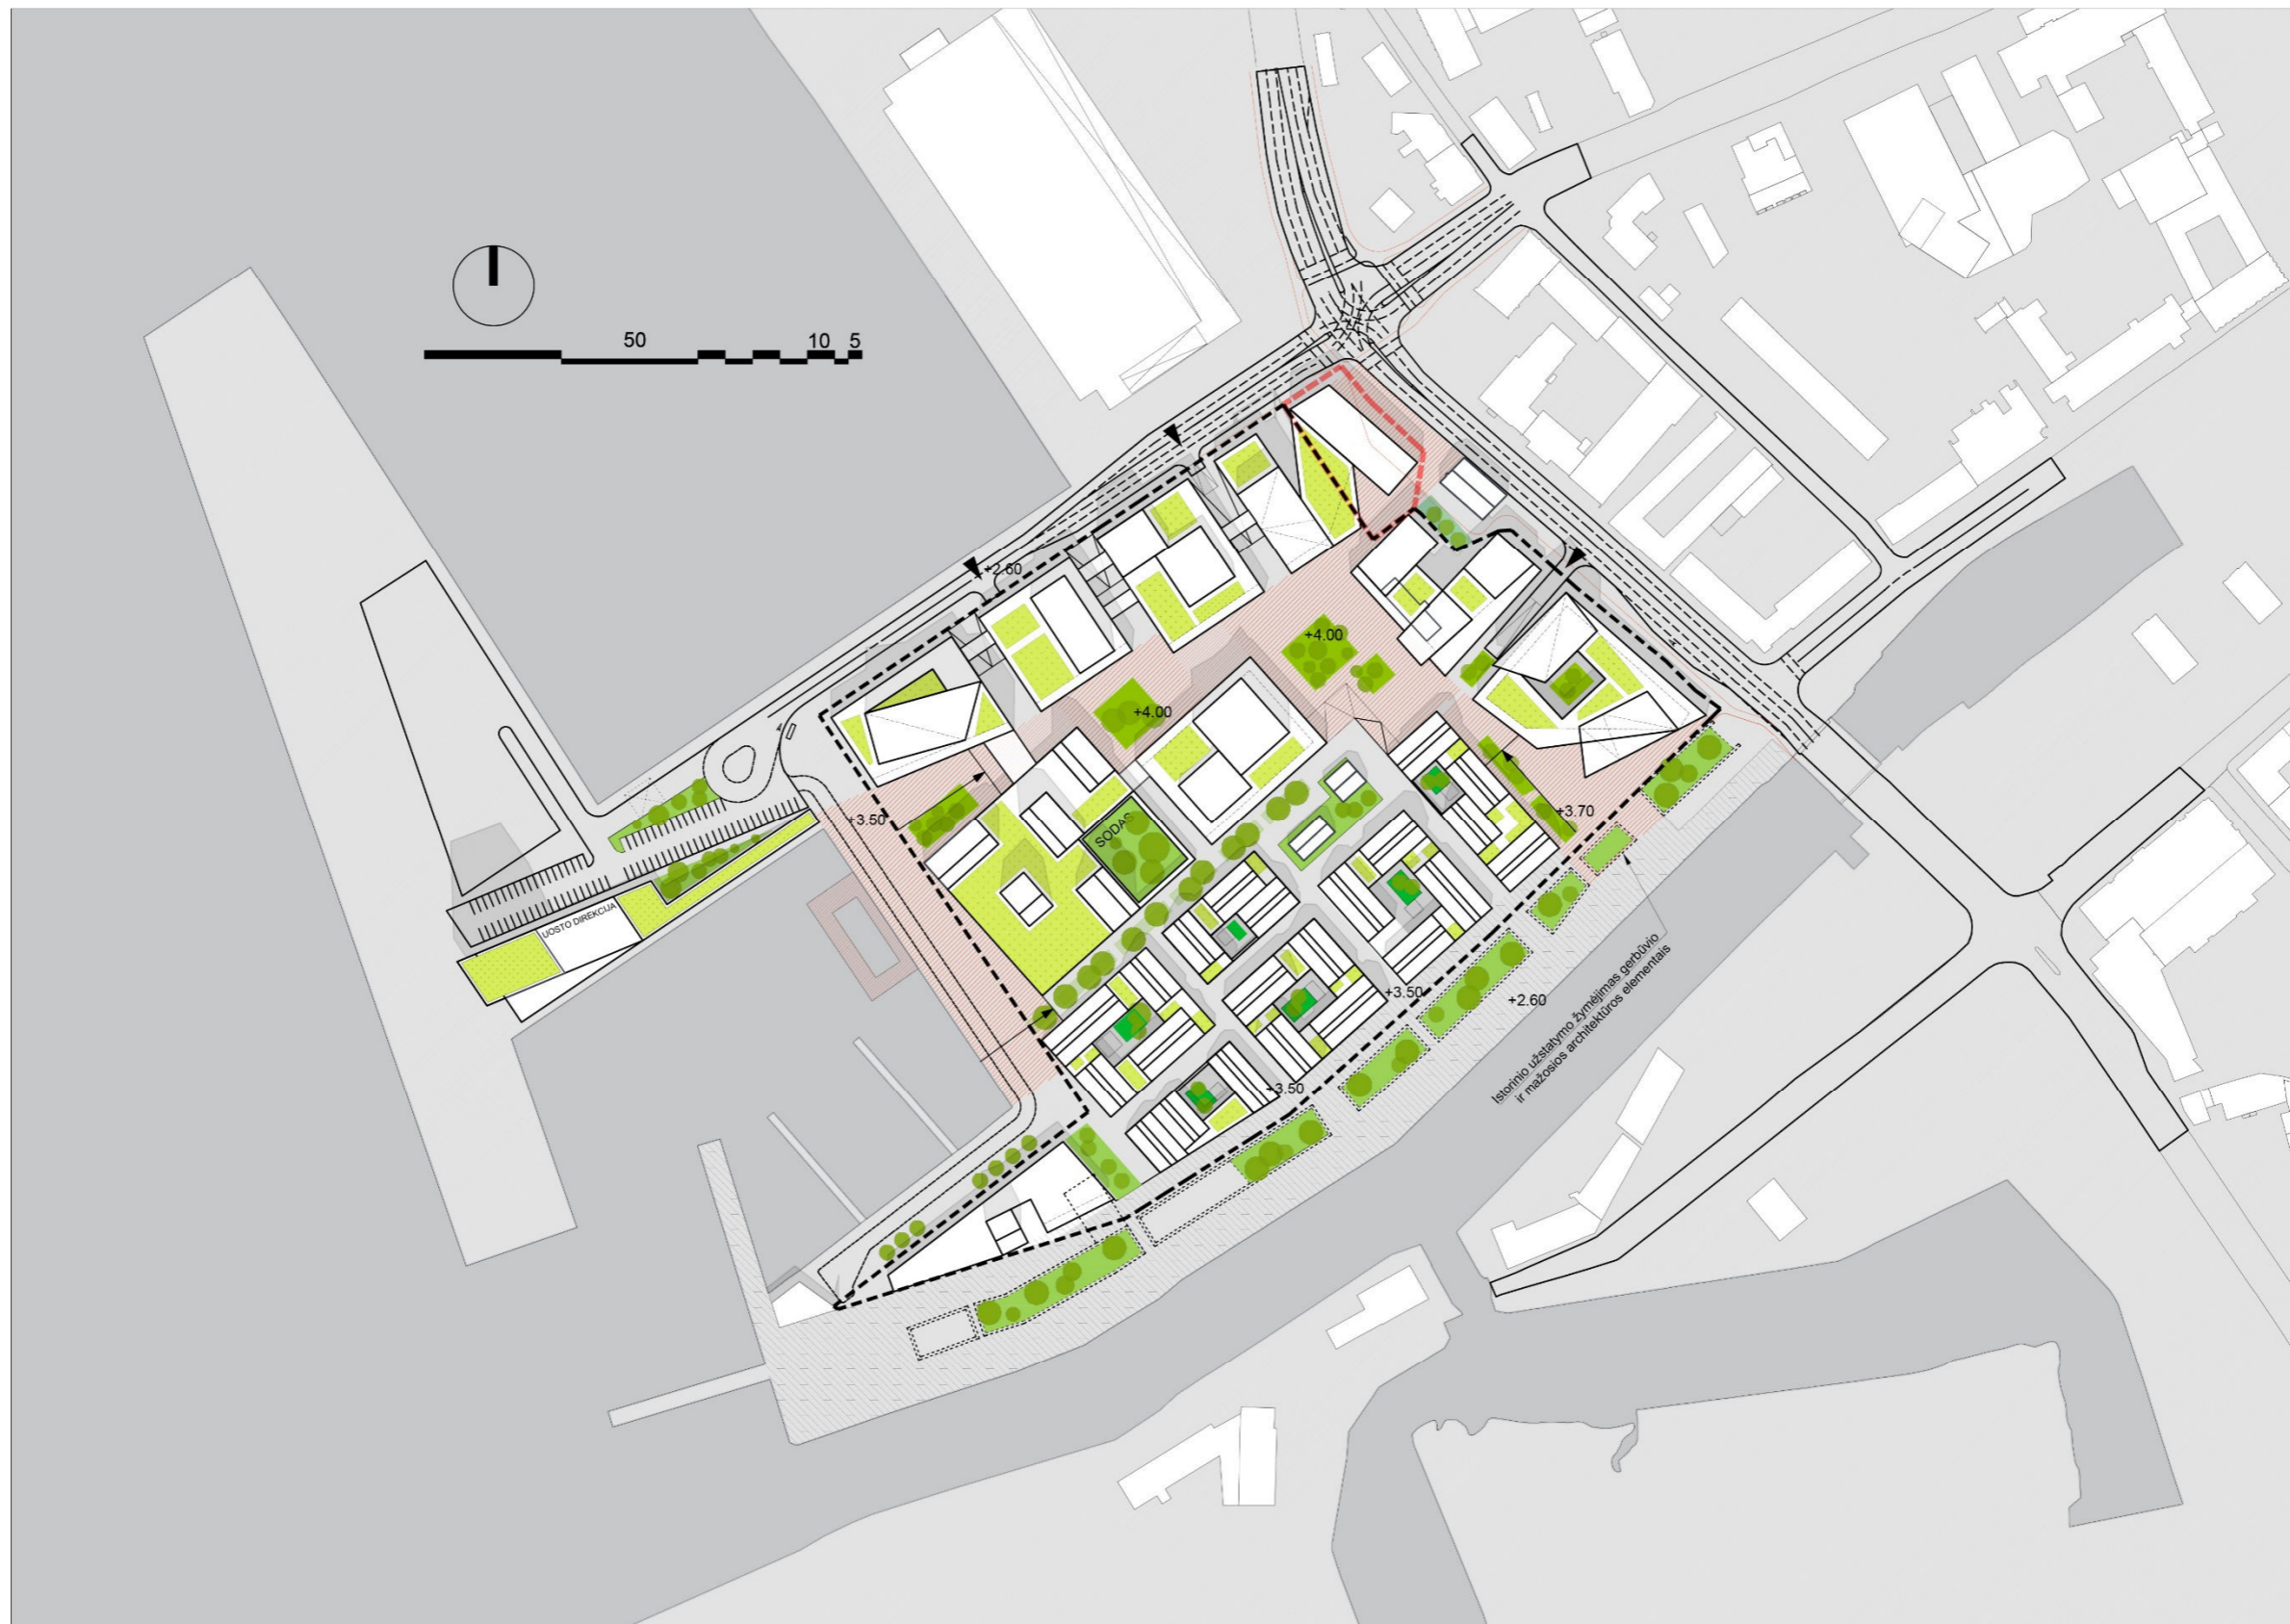 50 10 5
+2.60
+4.00
+4.00
+3.50
+3.70
SODAS
UOSTO DIREKCIJA
+3.50
+2.60
Istorinio užstatymo žymėjimas gerbūvio
ir mažosios architektūros elementais
+3.50